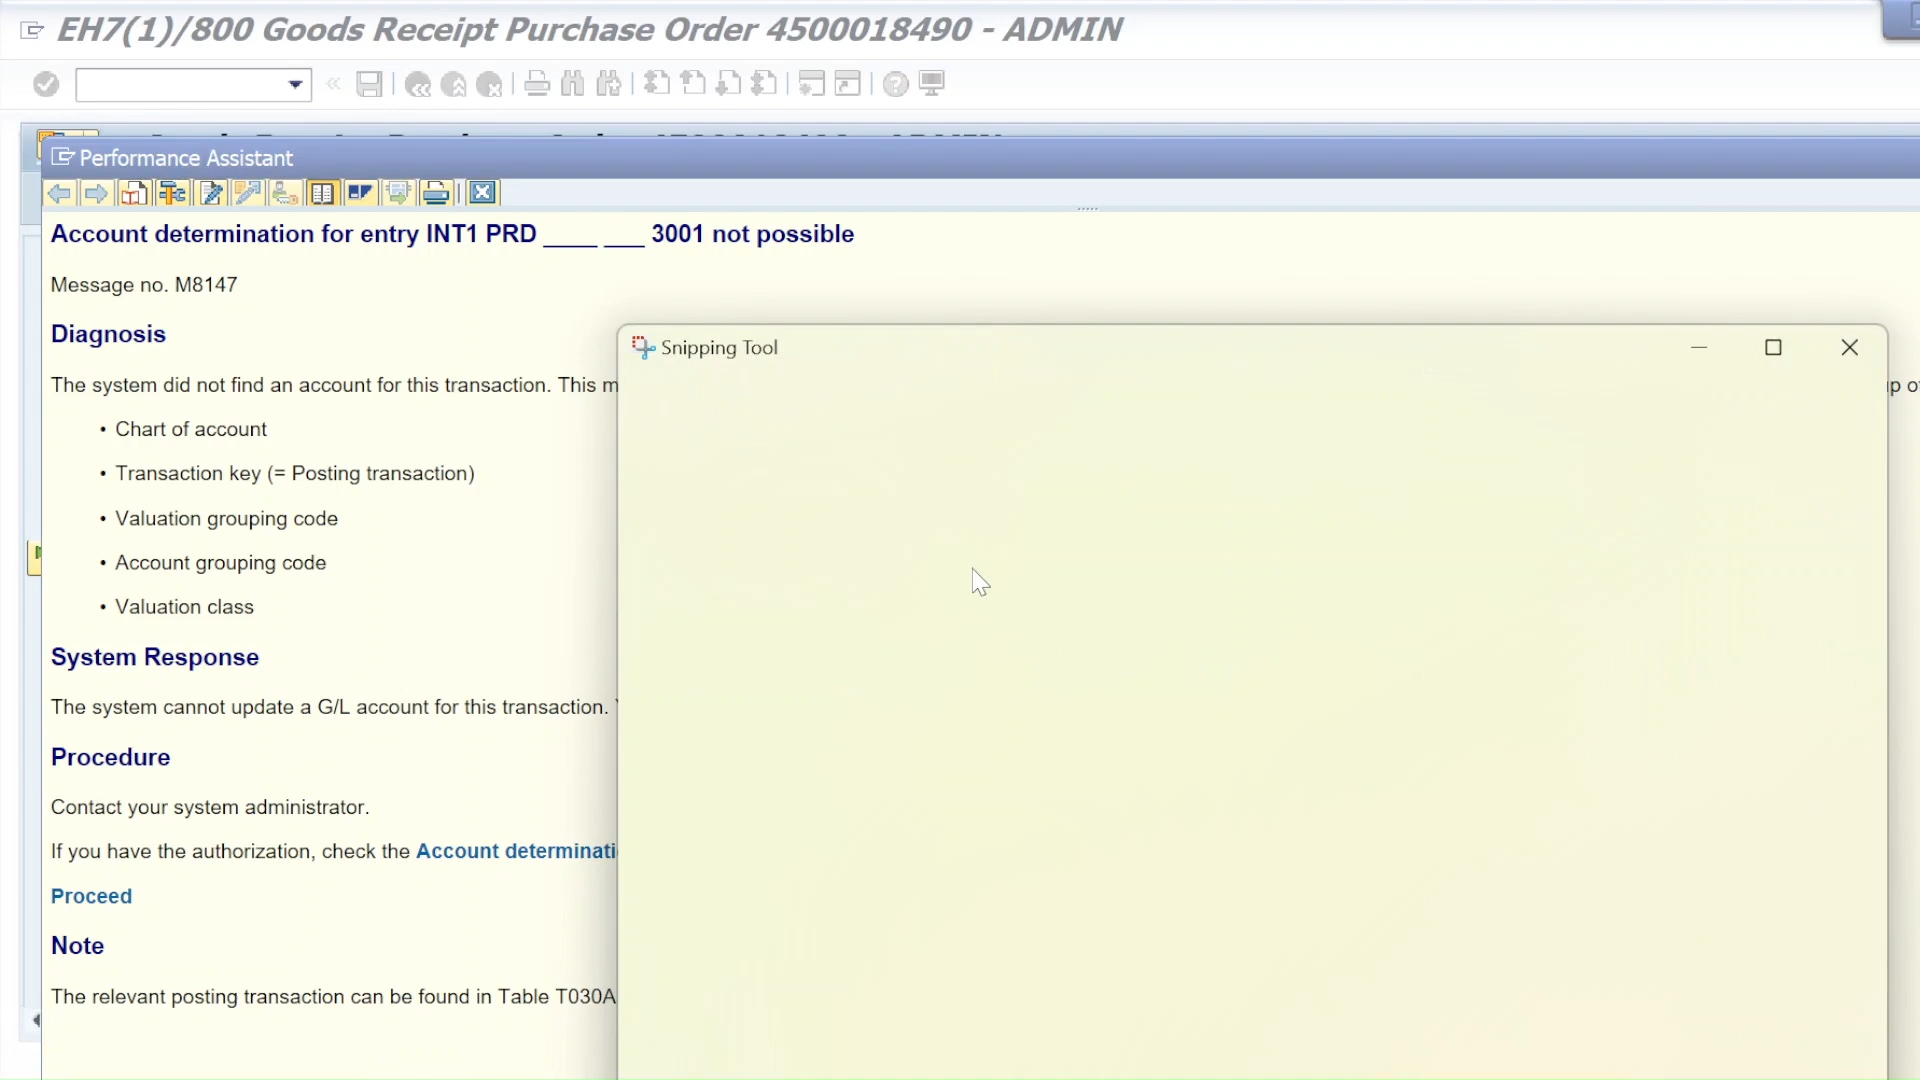 EH7(1)/800 Goods Receipt Purchase Order 4500018490 - ADMIN
Performance Assistant
Account determination for entry INT1 PRD ____ ___ 3001 not possible
Message no. M8147
Diagnosis
Snipping Tool
The system did not find an account for this transaction. This
• Chart of account
• Transaction key (= Posting transaction)
• Valuation grouping code
• Account grouping code
• Valuation class
System Response
The system cannot update a G/L account for this transaction.
Procedure
Contact your system administrator.
If you have the authorization, check the Account
Proceed
Note
The relevant posting transaction can be found in Table T030A